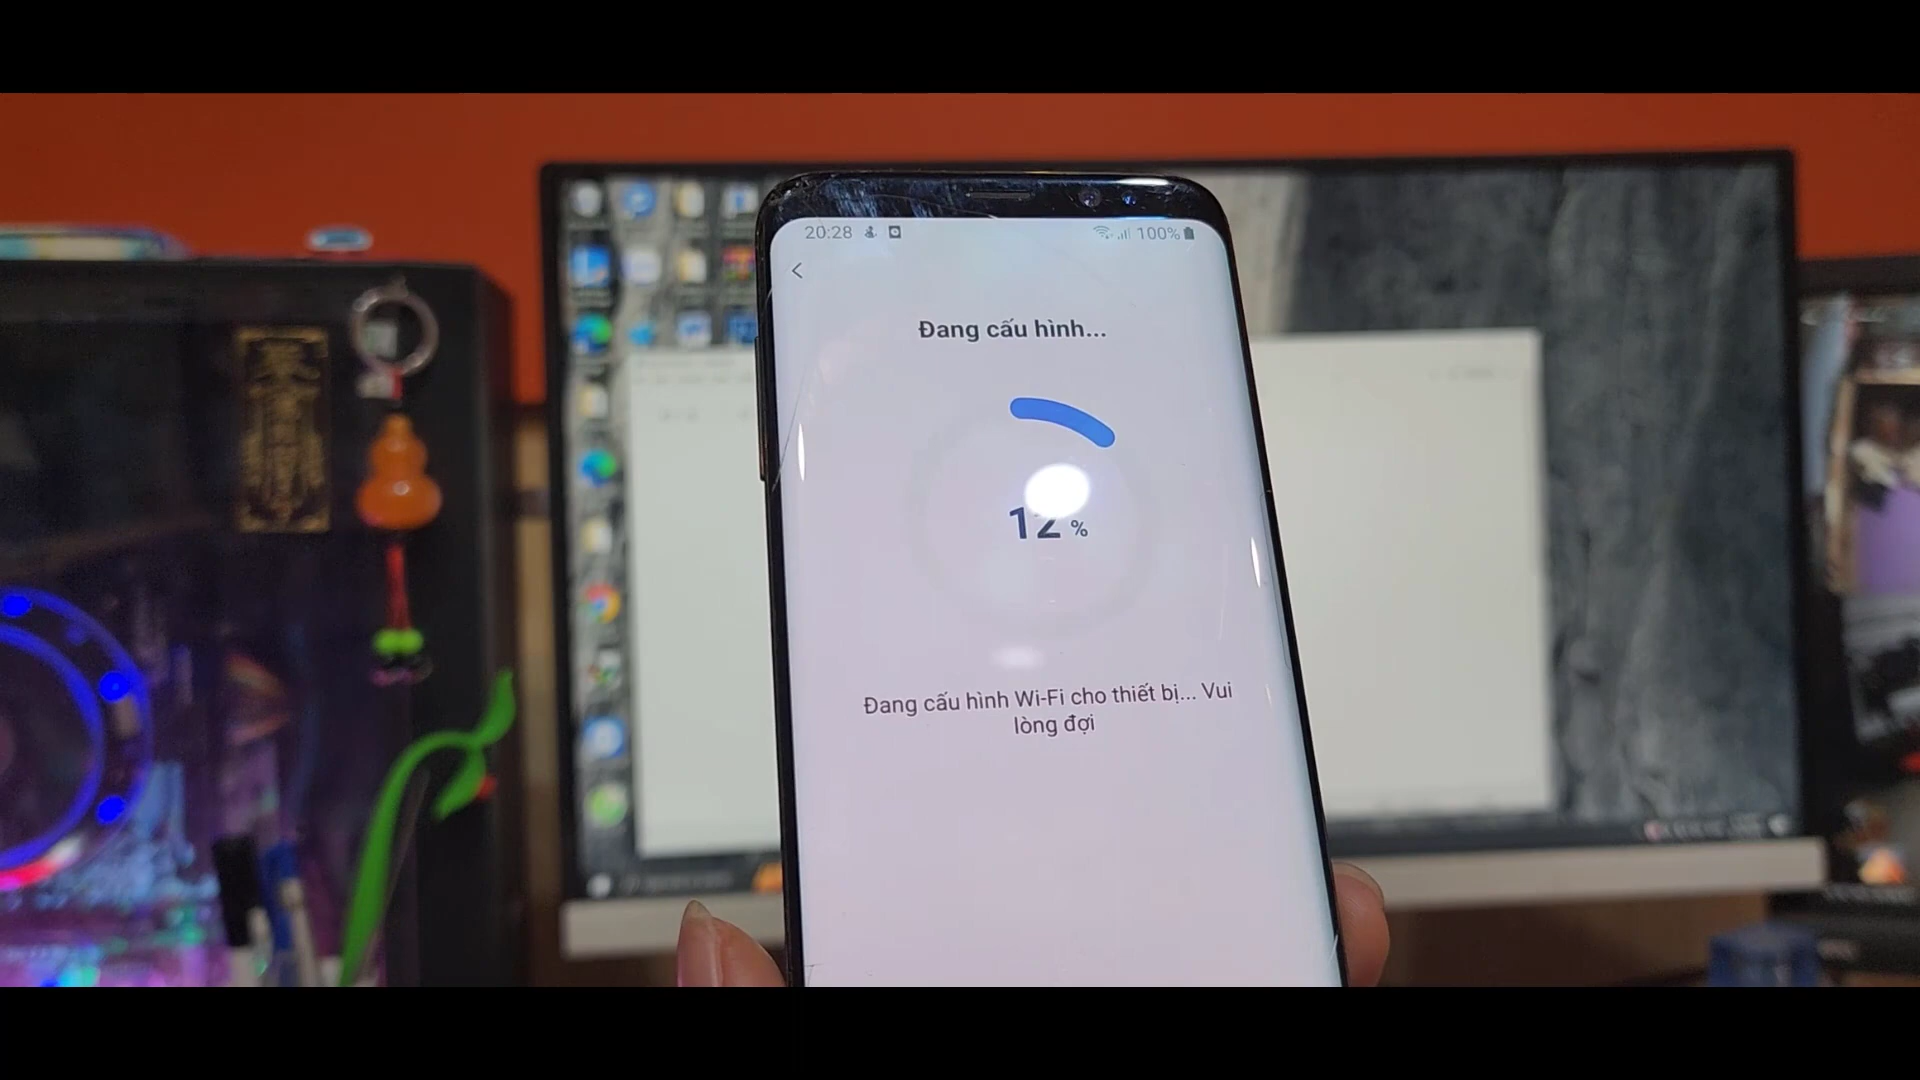 20:28
100%
Đang cấu hình...
12 %
Đang cấu hình Wi-Fi cho thiết bị... Vui
lòng đợi